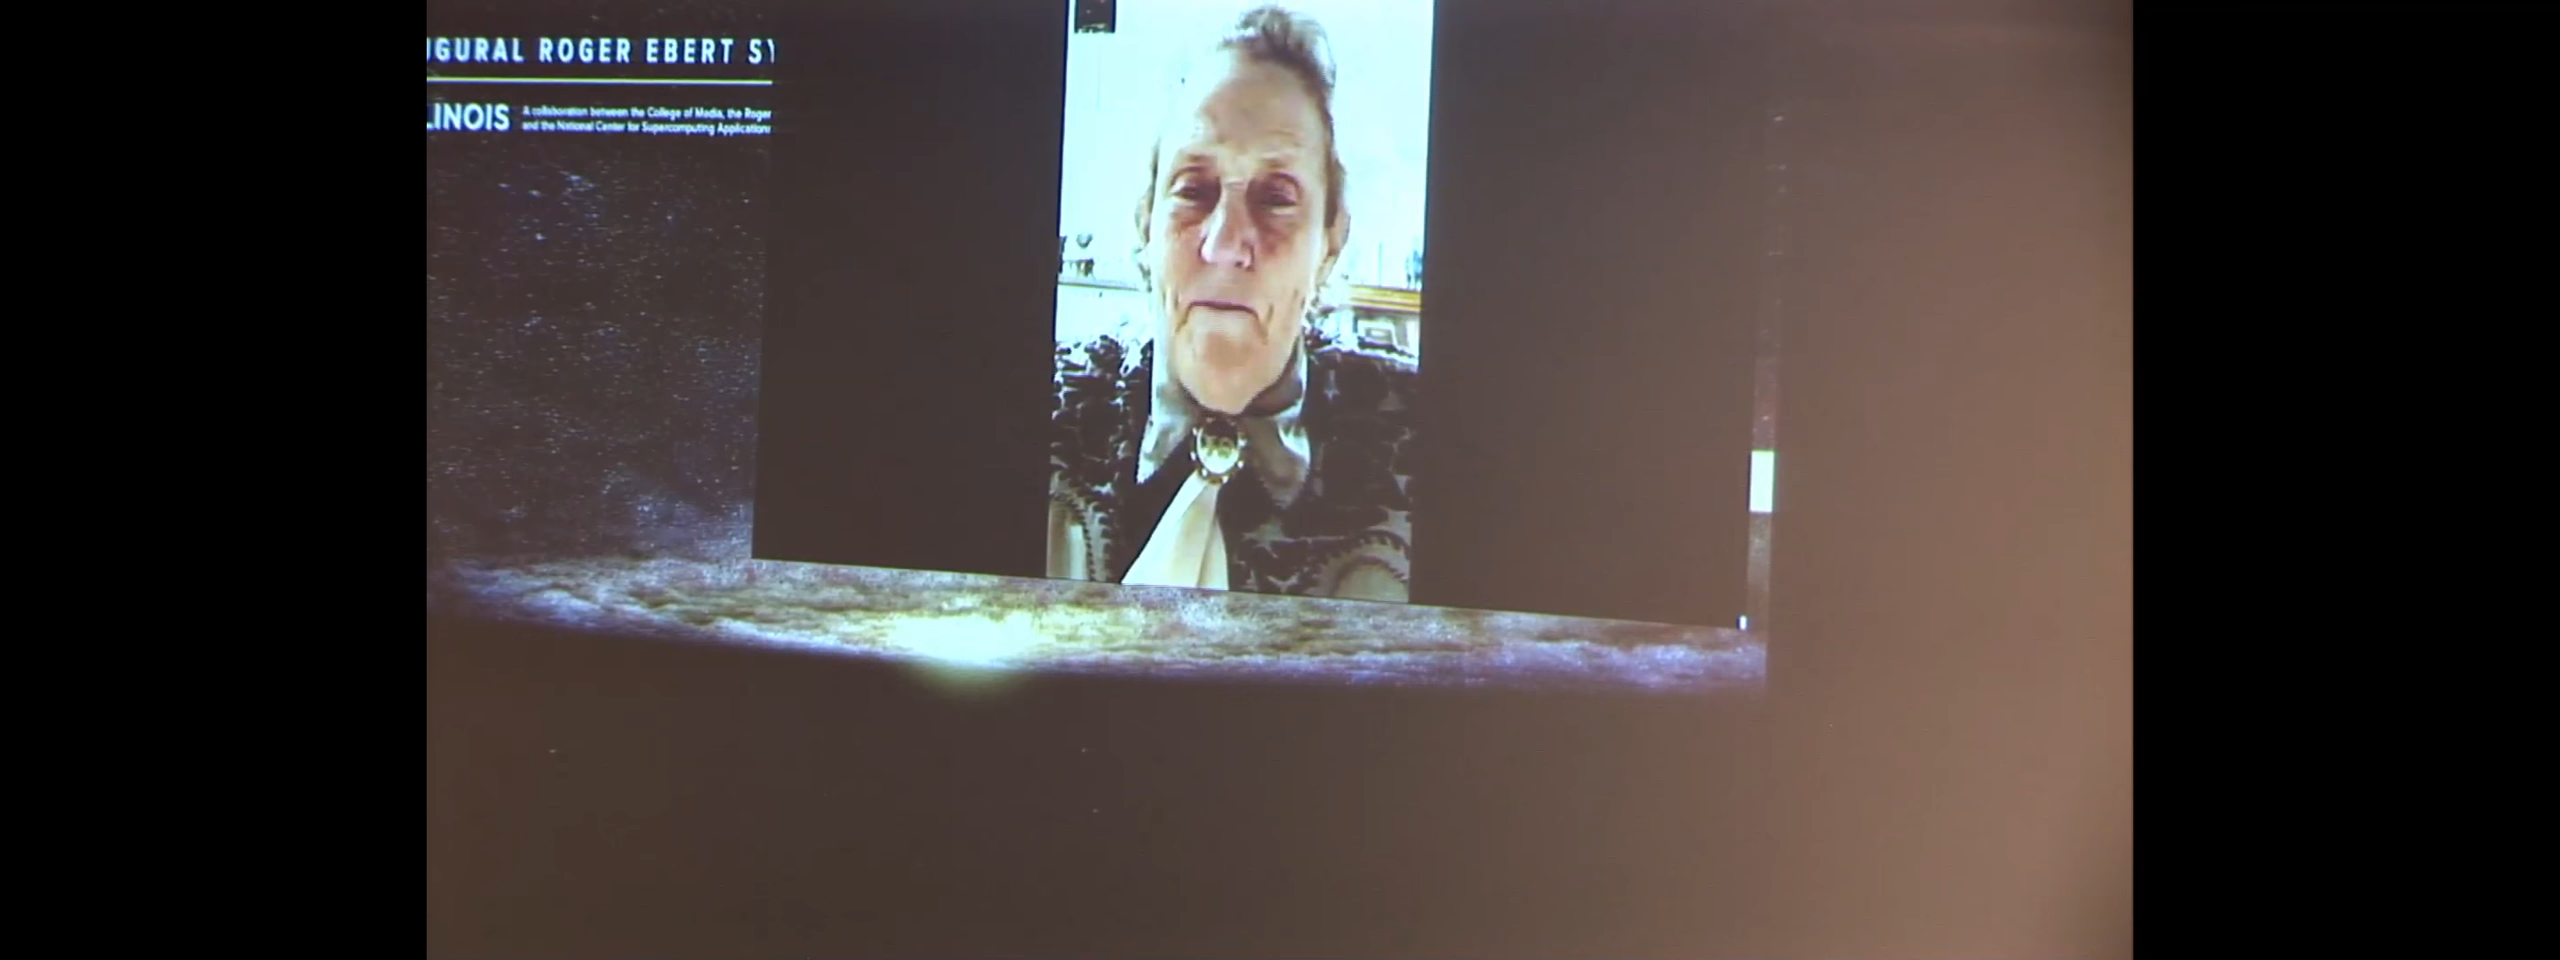 UGURAL ROGER EBERT SY
LINOIS
A collaboration between the College of Media, the Roger
and the National Center for Supercomputing Applications